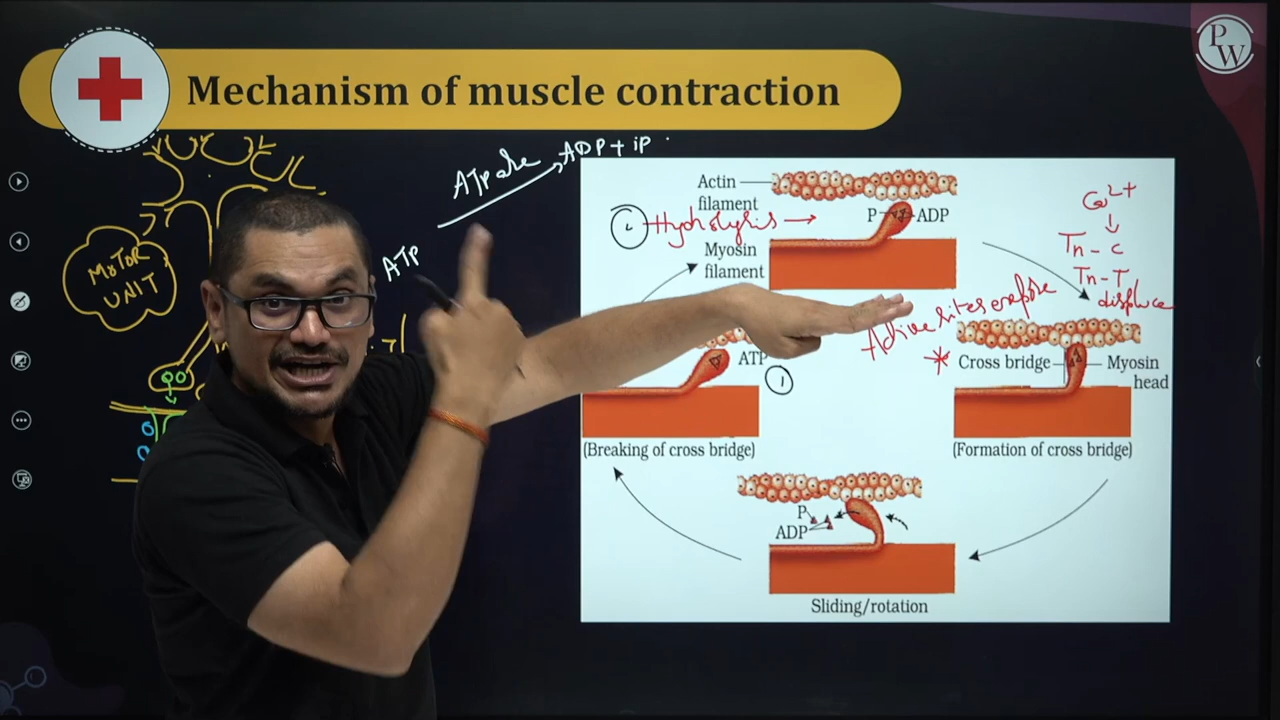 Mechanism of muscle contraction
PW
MOTOR
UNIT
ATP
ATPase
ADP + iP
Actin
filament
② Hydrolysis →
P
ADP
Myosin
filament
Ca2+
↓
Tn - C
Tn - T
displace
Active sites expose
*
ATP
①
(Breaking of cross bridge)
Cross bridge
Myosin
head
(Formation of cross bridge)
P
ADP
Sliding/rotation